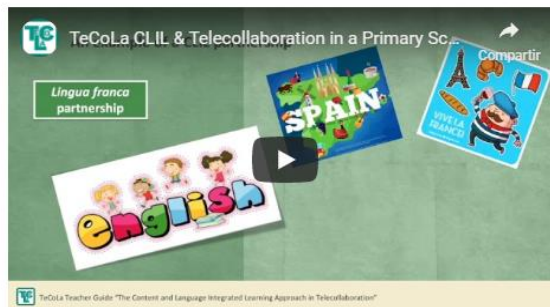 TeCoLa CLIL & Telecollaboration in a Primary Sc...
Compartir
Lingua franca
partnership
SPAIN
VIVE LA
FRANCE!
english
TeCoLa Teacher Guide "The Content and Language Integrated Learning Approach in Telecollaboration"